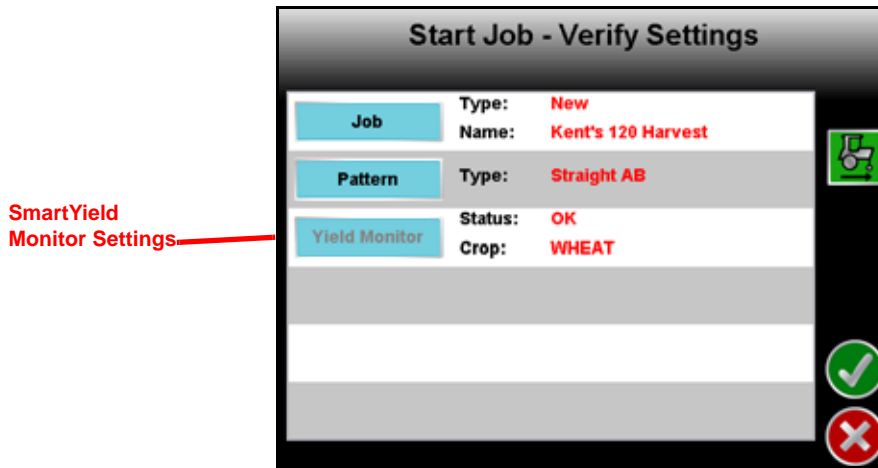 Start Job - Verify Settings
Job
Type: New
Name: Kent's 120 Harvest
Pattern
Type: Straight AB
SmartYield
Monitor Settings
Yield Monitor
Status: OK
Crop: WHEAT